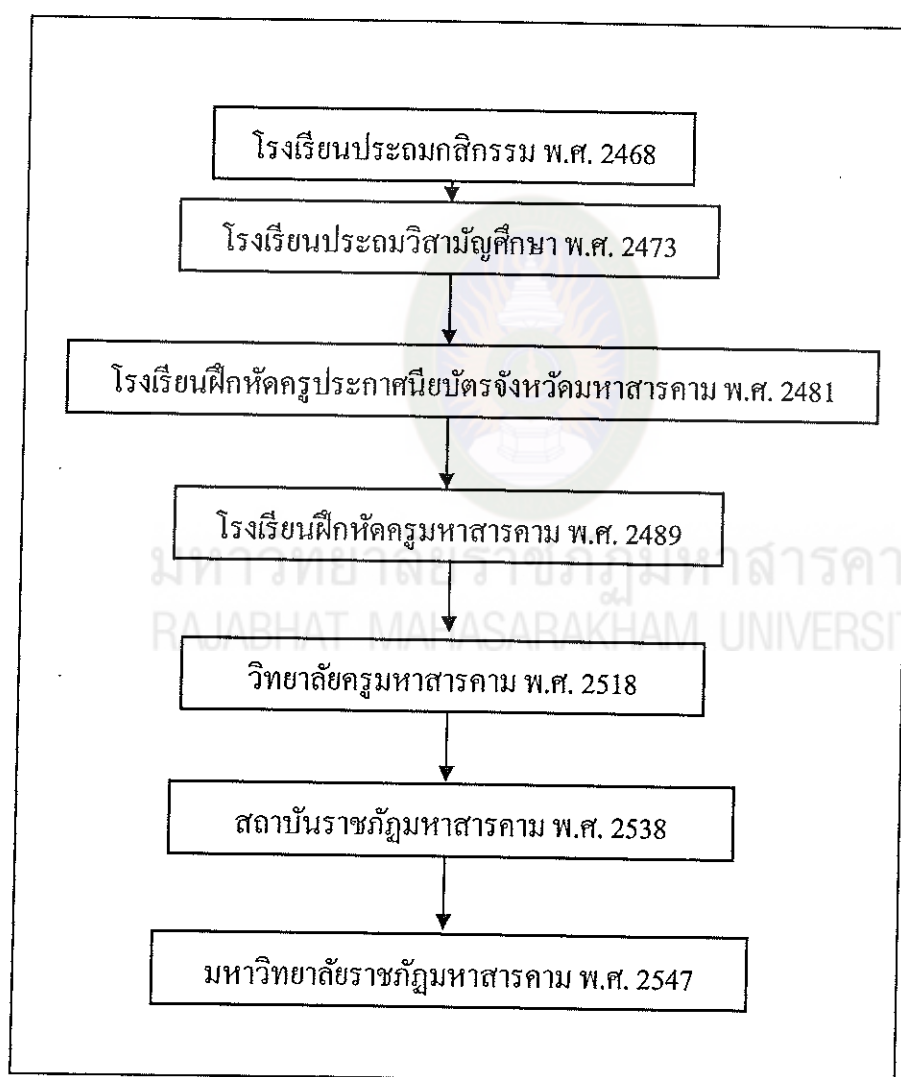 โรงเรียนประถมกสิกรรม พ.ศ. 2468
โรงเรียนประถมวิสามัญศึกษา พ.ศ. 2473
โรงเรียนฝึกหัดครูประกาศนียบัตรจังหวัดมหาสารคาม พ.ศ. 2481
โรงเรียนฝึกหัดครูมหาสารคาม พ.ศ. 2489
มหาวิทยาลัยราชภัฏมหาสารคา
RAJABHAT MAHASARAKHAM UNIVERSIT
วิทยาลัยครูมหาสารคาม พ.ศ. 2518
สถาบันราชภัฏมหาสารคาม พ.ศ. 2538
มหาวิทยาลัยราชภัฏมหาสารคาม พ.ศ. 2547